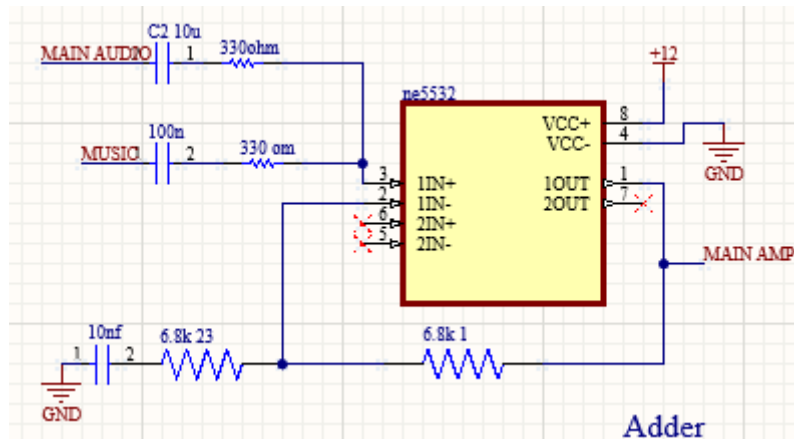 C2 10u
MAIN AUDIO
2
1
330ohm
+12
ne5532
100n
MUSIC
2
330 om
VCC+
8
VCC-
4
GND
3
1IN+
2
1IN-
6
2IN+
5
2IN-
1OUT
1
2OUT
7
MAIN AMP
10nf
1
2
6.8k 23
6.8k 1
GND
Adder